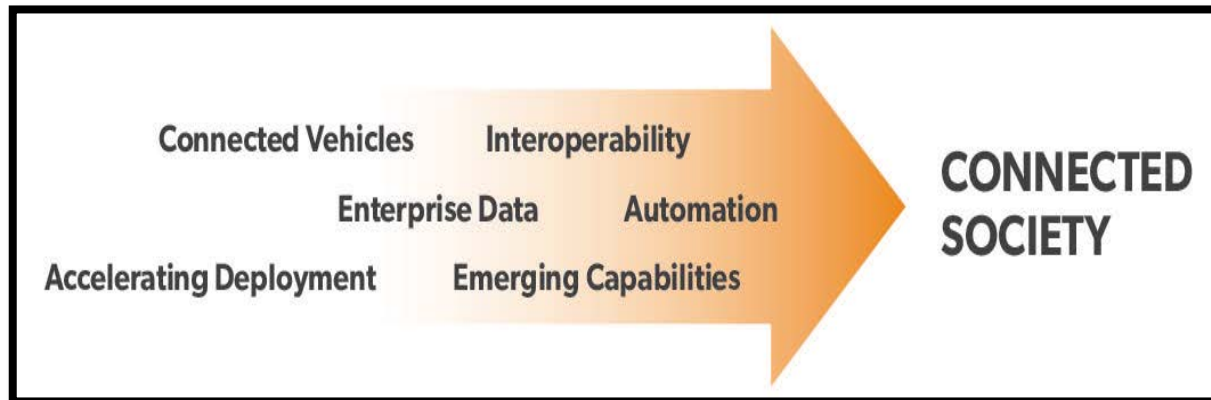 Connected Vehicles Interoperability
Enterprise Data Automation
Accelerating Deployment Emerging Capabilities
CONNECTED
SOCIETY